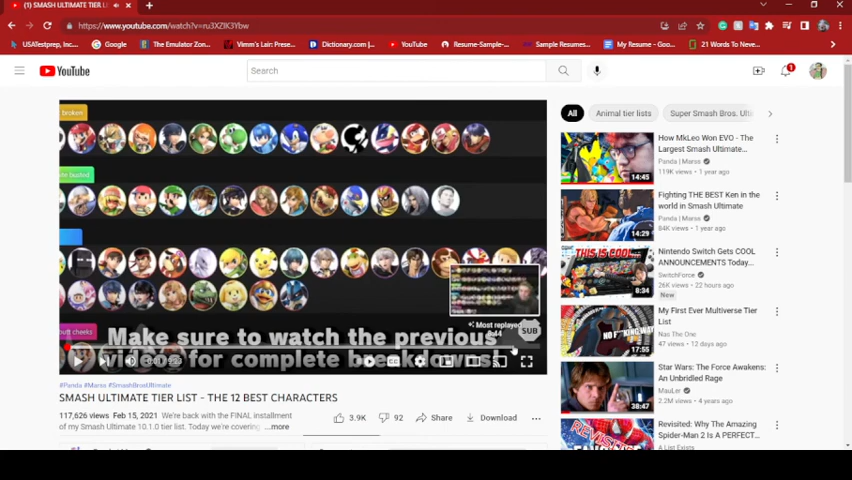 (1) SMASH ULTIMATE TIER L
https://www.youtube.com/watch?v=ru3XZIK3Ybw
USATestprep, Inc....
Google
The Emulator Zon...
Vimm's Lair: Prese...
Dictionary.com |...
YouTube
Resume-Sample-...
Sample Resumes...
My Resume - Goo...
21 Words To Neve...
YouTube
Search
1
broken
busted
butt cheeks
Most replayed
SUB
Make sure to watch the previous
for complete breakdowns!
#Panda #Marss #SmashBrosUltimate
SMASH ULTIMATE TIER LIST - THE 12 BEST CHARACTERS
117,626 views Feb 15, 2021 We're back with the FINAL installment
of my Smash Ultimate 10.1.0 tier list. Today we're covering ...more
3.9K
92
Share
Download
All
Animal tier lists
Super Smash Bros. Ulti
How MkLeo Won EVO - The
Largest Smash Ultimate...
Panda | Marss
119K views • 1 year ago
14:45
Fighting THE BEST Ken in the
world in Smash Ultimate
Panda | Marss
84K views • 1 year ago
14:29
Nintendo Switch Gets COOL
ANNOUNCEMENTS Today...
SwitchForce
26K views • 22 hours ago
New
THIS IS COOL
8:34
My First Ever Multiverse Tier
List
Nas The One
47 views • 12 days ago
17:55
Star Wars: The Force Awakens:
An Unbridled Rage
MauLer
2.2M views • 4 years ago
38:47
Revisited: Why The Amazing
Spider-Man 2 Is A PERFECT...
A List Exists
REVISITED